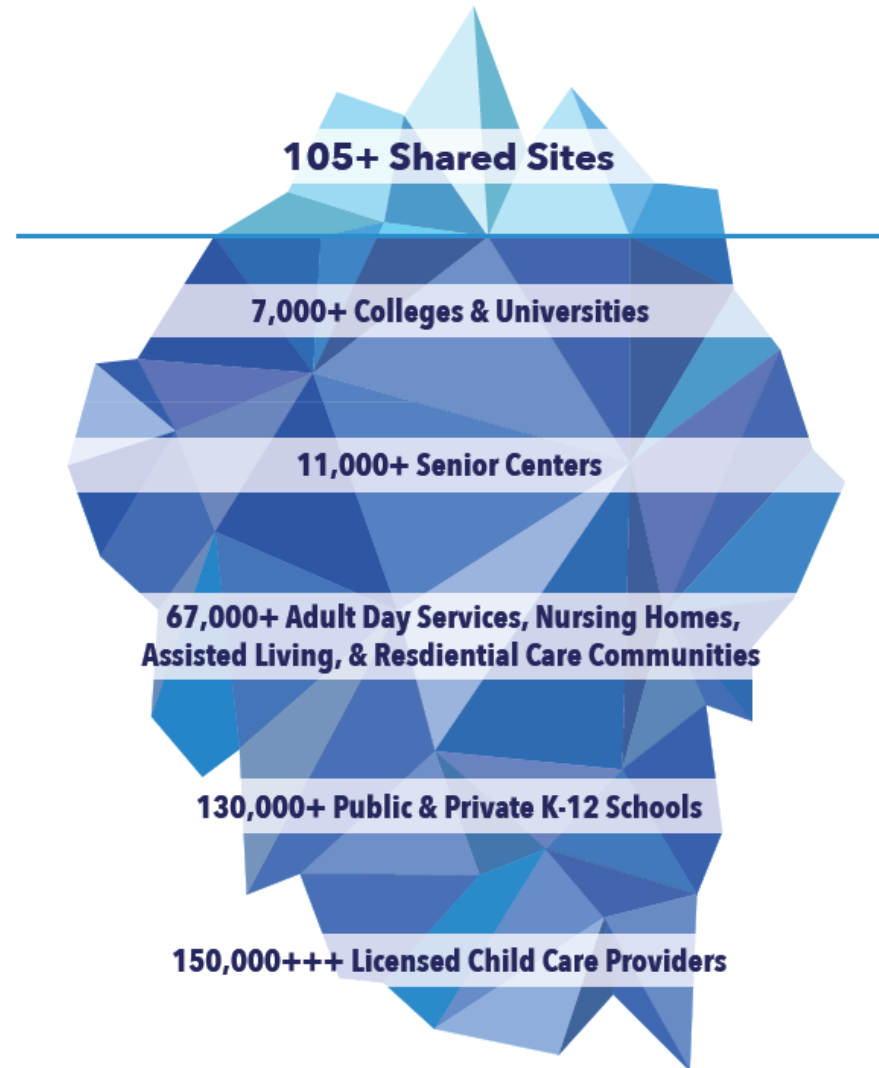 105+ Shared Sites
7,000+ Colleges & Universities
11,000+ Senior Centers
67,000+ Adult Day Services, Nursing Homes,
Assisted Living, & Resdiential Care Communities
130,000+ Public & Private K-12 Schools
150,000+++ Licensed Child Care Providers